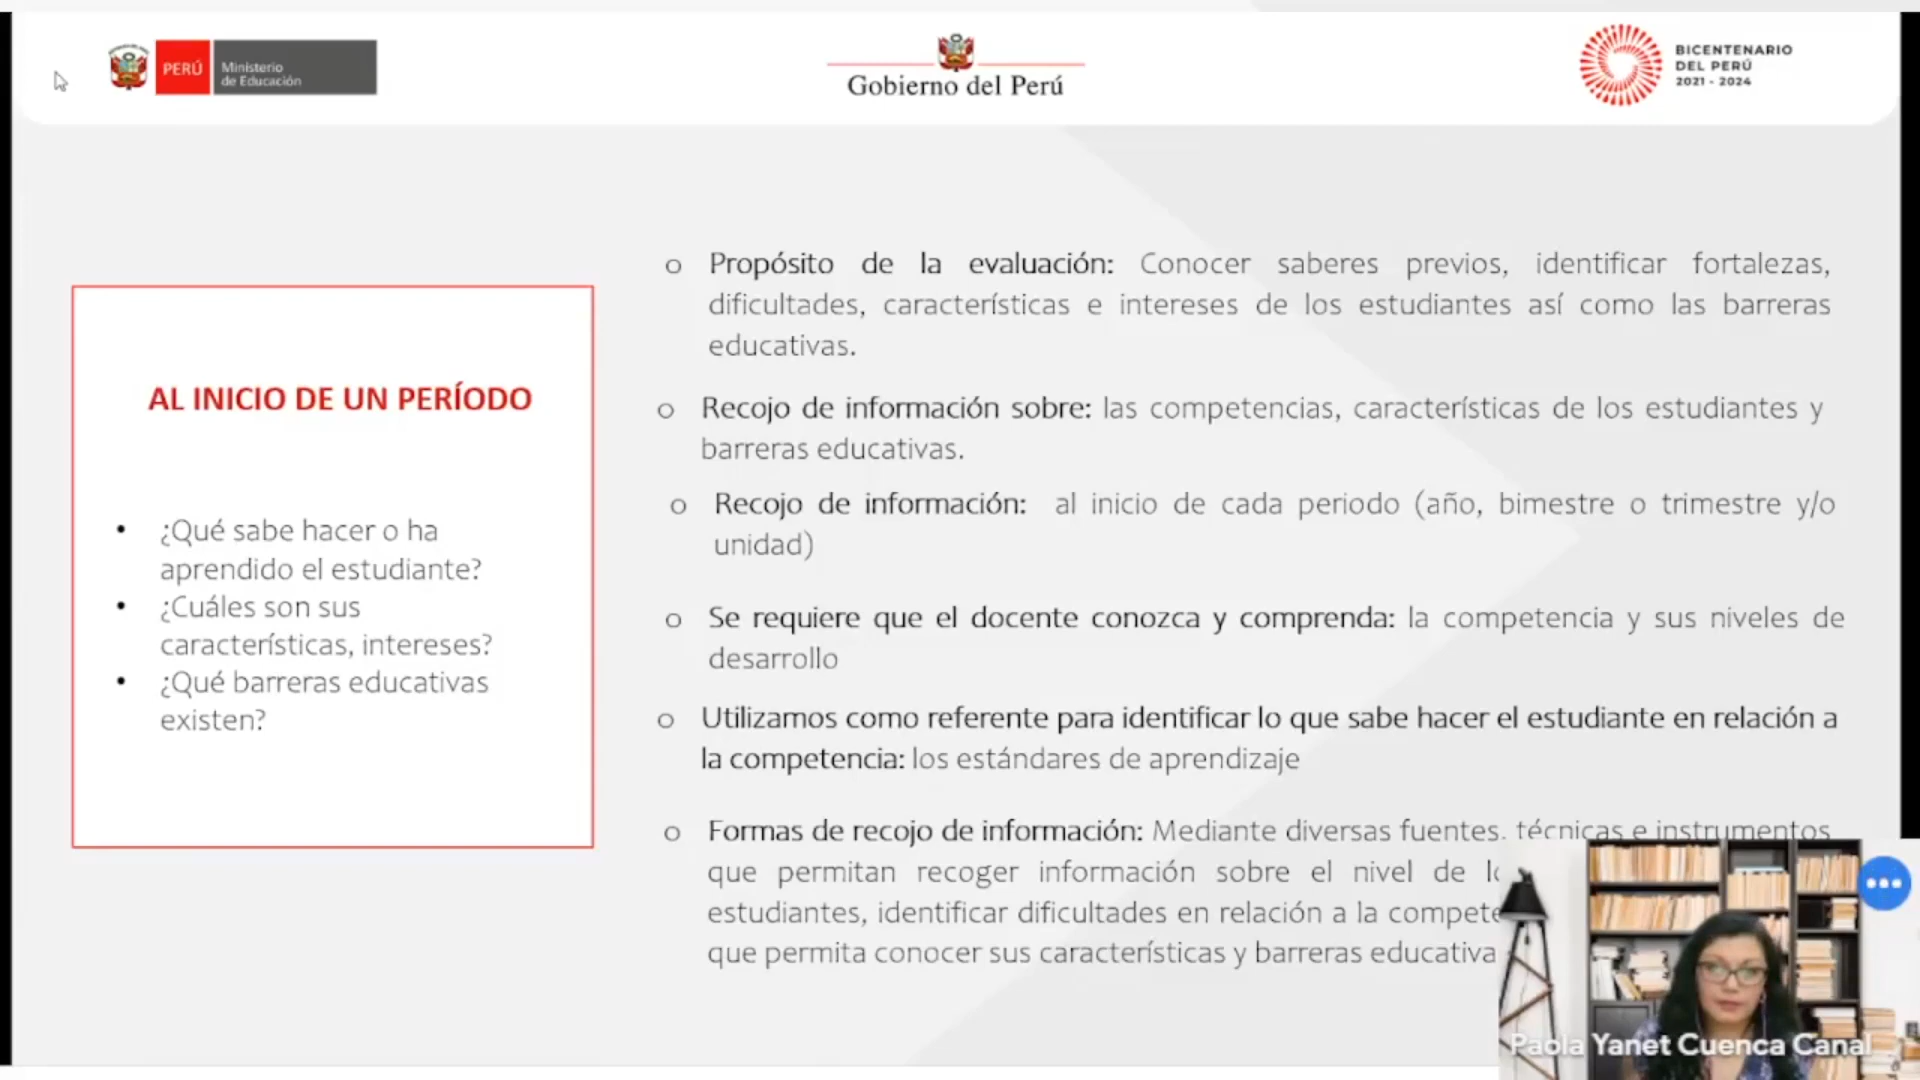 PERÚ
Ministerio
de Educación
Gobierno del Perú
BICENTENARIO
DEL PERÚ
2021 - 2024
AL INICIO DE UN PERÍODO
• ¿Qué sabe hacer o ha
aprendido el estudiante?
• ¿Cuáles son sus
características, intereses?
• ¿Qué barreras educativas
existen?
o Propósito de la evaluación: Conocer saberes previos, identificar fortalezas,
dificultades, características e intereses de los estudiantes así como las barreras
educativas.
o Recojo de información sobre: las competencias, características de los estudiantes y
barreras educativas.
o Recojo de información: al inicio de cada periodo (año, bimestre o trimestre y/o
unidad)
o Se requiere que el docente conozca y comprenda: la competencia y sus niveles de
desarrollo
o Utilizamos como referente para identificar lo que sabe hacer el estudiante en relación a
la competencia: los estándares de aprendizaje
o Formas de recojo de información: Mediante diversas fuentes, técnicas e instrumentos
que permitan recoger información sobre el nivel de
estudiantes, identificar dificultades en relación a la
que permita conocer sus características y barreras educativa
Paola Yanet Cuenca Canal